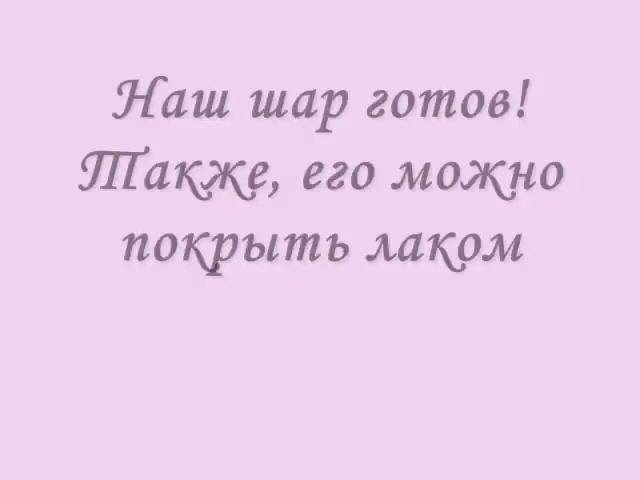 Наш шар готов!
Также, его можно
покрыть лаком